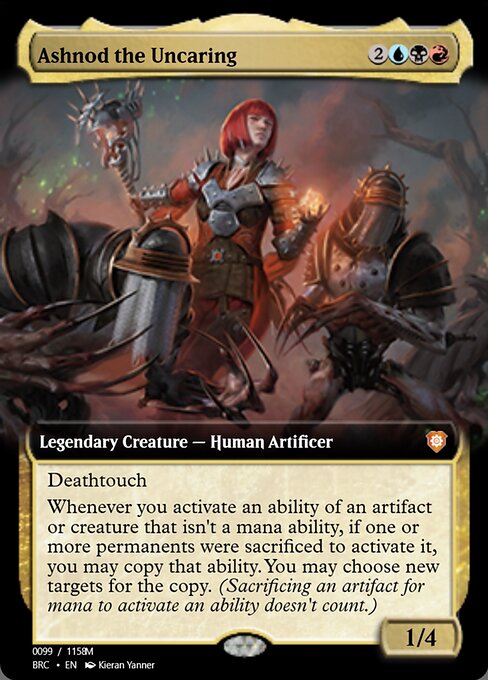 Ashnod the Uncaring
2
Legendary Creature — Human Artificer
Deathtouch
Whenever you activate an ability of an artifact
or creature that isn't a mana ability, if one or
more permanents were sacrificed to activate it,
you may copy that ability. You may choose new
targets for the copy. (Sacrificing an artifact for
mana to activate an ability doesn't count.)
1/4
0099 / 1158M
BRC • EN Kieran Yanner